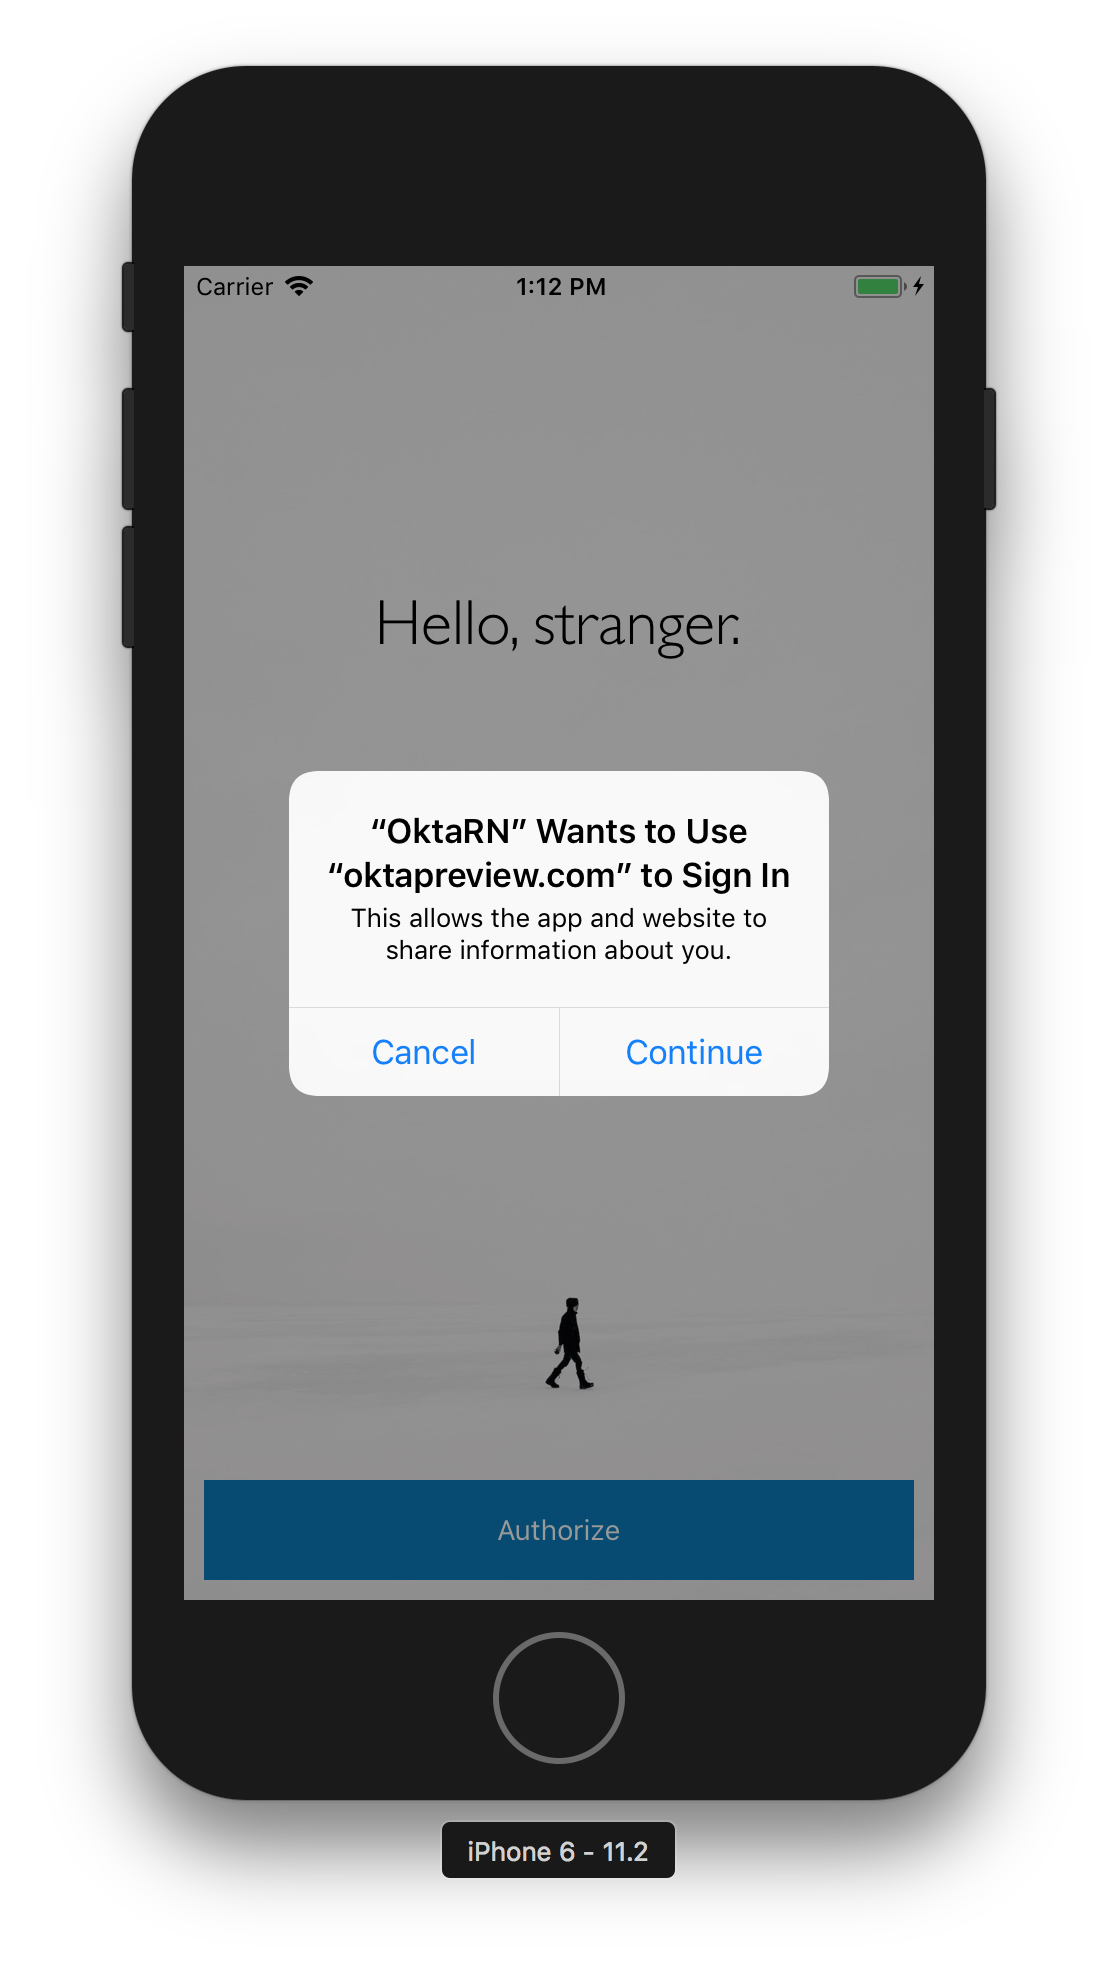 Carrier
1:12 PM
Hello, stranger.
“OktaRN” Wants to Use
“oktapreview.com” to Sign In
This allows the app and website to
share information about you.
Cancel
Continue
Authorize
iPhone 6 - 11.2